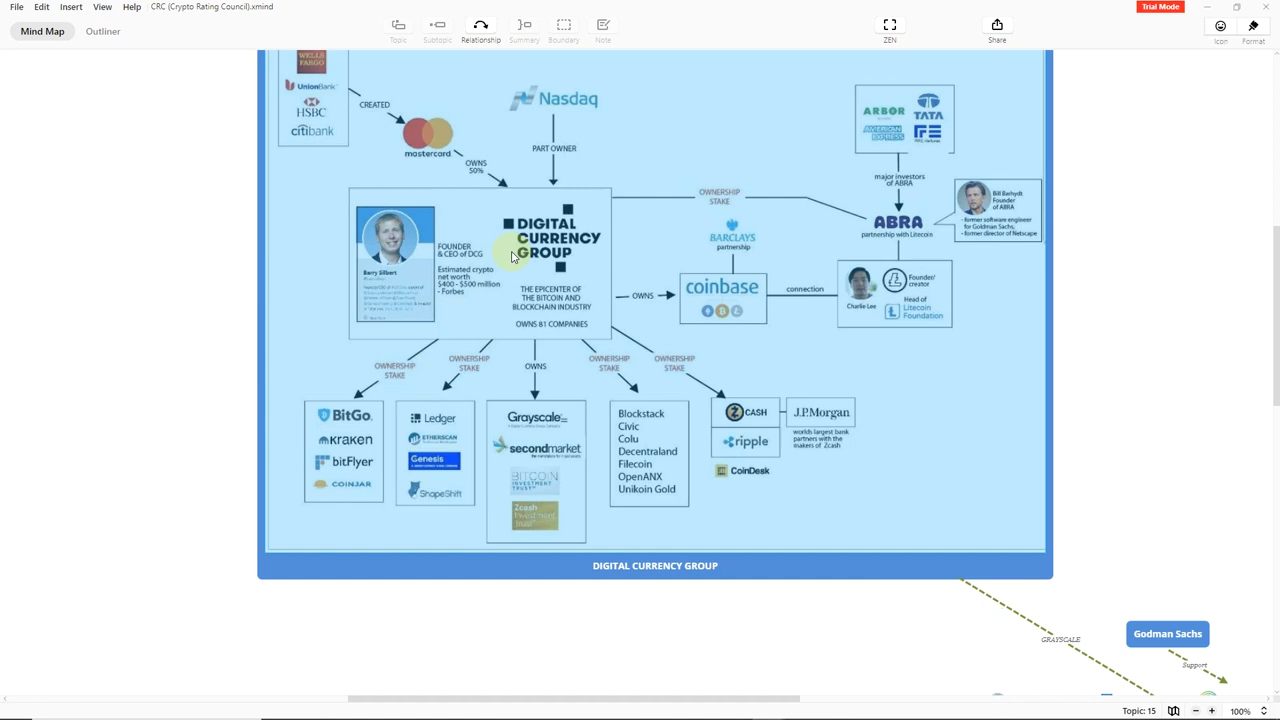 File Edit Insert View Help CRC (Crypto Rating Council).xmind
Trial Mode
Mind Map Outliner
Topic Subtopic Relationship Summary Boundary Note
ZEN
Share
Icon Format
WELLS FARGO
UnionBank
HSBC
citibank
CREATED
mastercard
OWNS 50%
Nasdaq
PART OWNER
ARBOR
TATA
AMERICAN EXPRESS
major investors
of ABRA
ABRA
partnership with Litecoin
Bill Barhydt
Founder
of ABRA
- former software engineer
for Goldman Sachs,
- former director of Netscape
OWNERSHIP
STAKE
BARCLAYS
partnership
Barry Silbert
FOUNDER
& CEO of DCG
Estimated crypto
net worth
$400 - $500 million
- Forbes
DIGITAL
CURRENCY
GROUP
THE EPICENTER OF
THE BITCOIN AND
BLOCKCHAIN INDUSTRY
OWNS 81 COMPANIES
OWNS
coinbase
connection
Charlie Lee
Founder/
creator
Head of
Litecoin
Foundation
OWNERSHIP
STAKE
OWNERSHIP
STAKE
OWNS
OWNERSHIP
STAKE
OWNERSHIP
STAKE
BitGo
kraken
bitFlyer
COINJAR
Ledger
ETHERSCAN
Genesis
ShapeShift
Grayscale
secondmarket
BITCOIN
INVESTMENT
TRUST
Zcash
Investment
Trust
Blockstack
Civic
Colu
Decentraland
Filecoin
OpenANX
Unikoin Gold
ZCASH
ripple
CoinDesk
J.P.Morgan
worlds largest bank
partners with the
makers of Zcash
DIGITAL CURRENCY GROUP
GRAYSCALE
Godman Sachs
Support
Topic: 15
100%